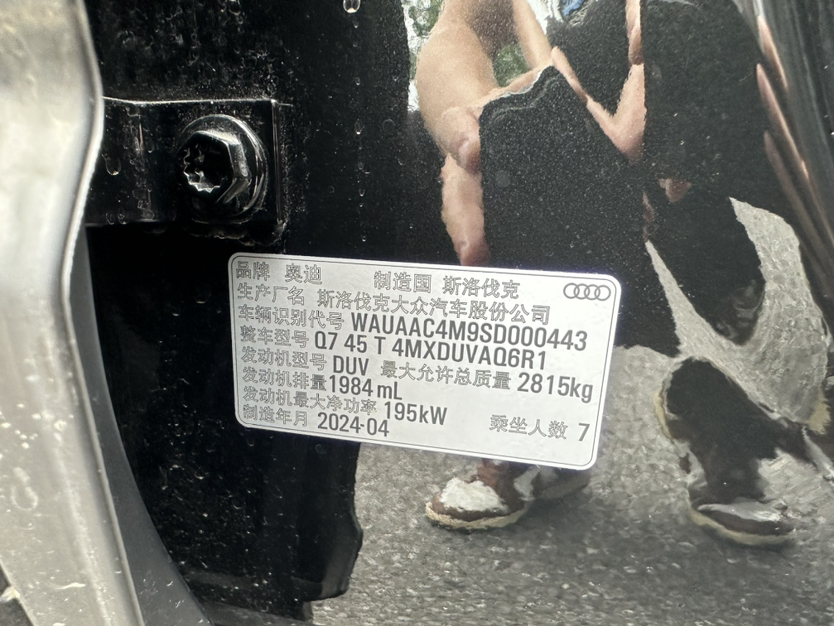 品牌 奥迪 制造国 斯洛伐克
生产厂名 斯洛伐克大众汽车股份公司
车辆识别代号 WAUAAC4M9SD000443
整车型号 Q7 45 T 4MXDUVAQ6R1
发动机型号 DUV 最大允许总质量 2815kg
发动机排量 1984 mL
发动机最大净功率 195kW
制造年月 2024-04 乘坐人数 7